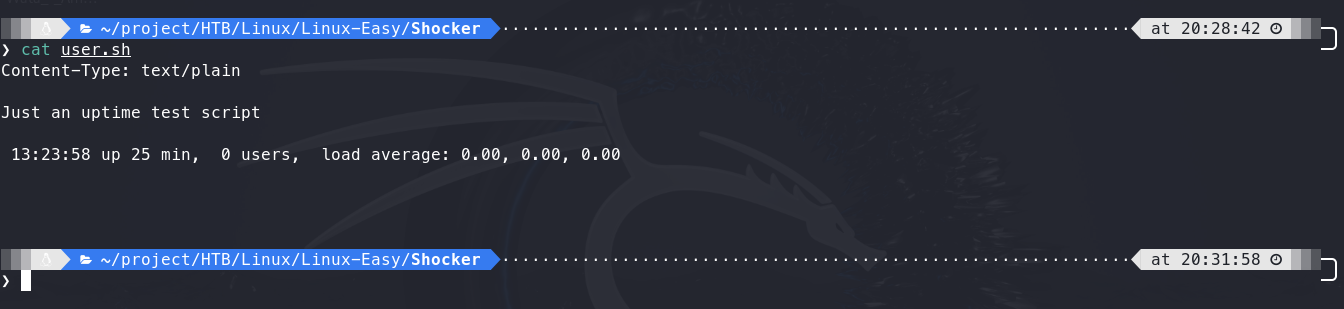 ~/project/HTB/Linux/Linux-Easy/Shocker at 20:28:42
❯ cat user.sh
Content-Type: text/plain
Just an uptime test script
13:23:58 up 25 min,  0 users,  load average: 0.00, 0.00, 0.00
~/project/HTB/Linux/Linux-Easy/Shocker at 20:31:58
❯